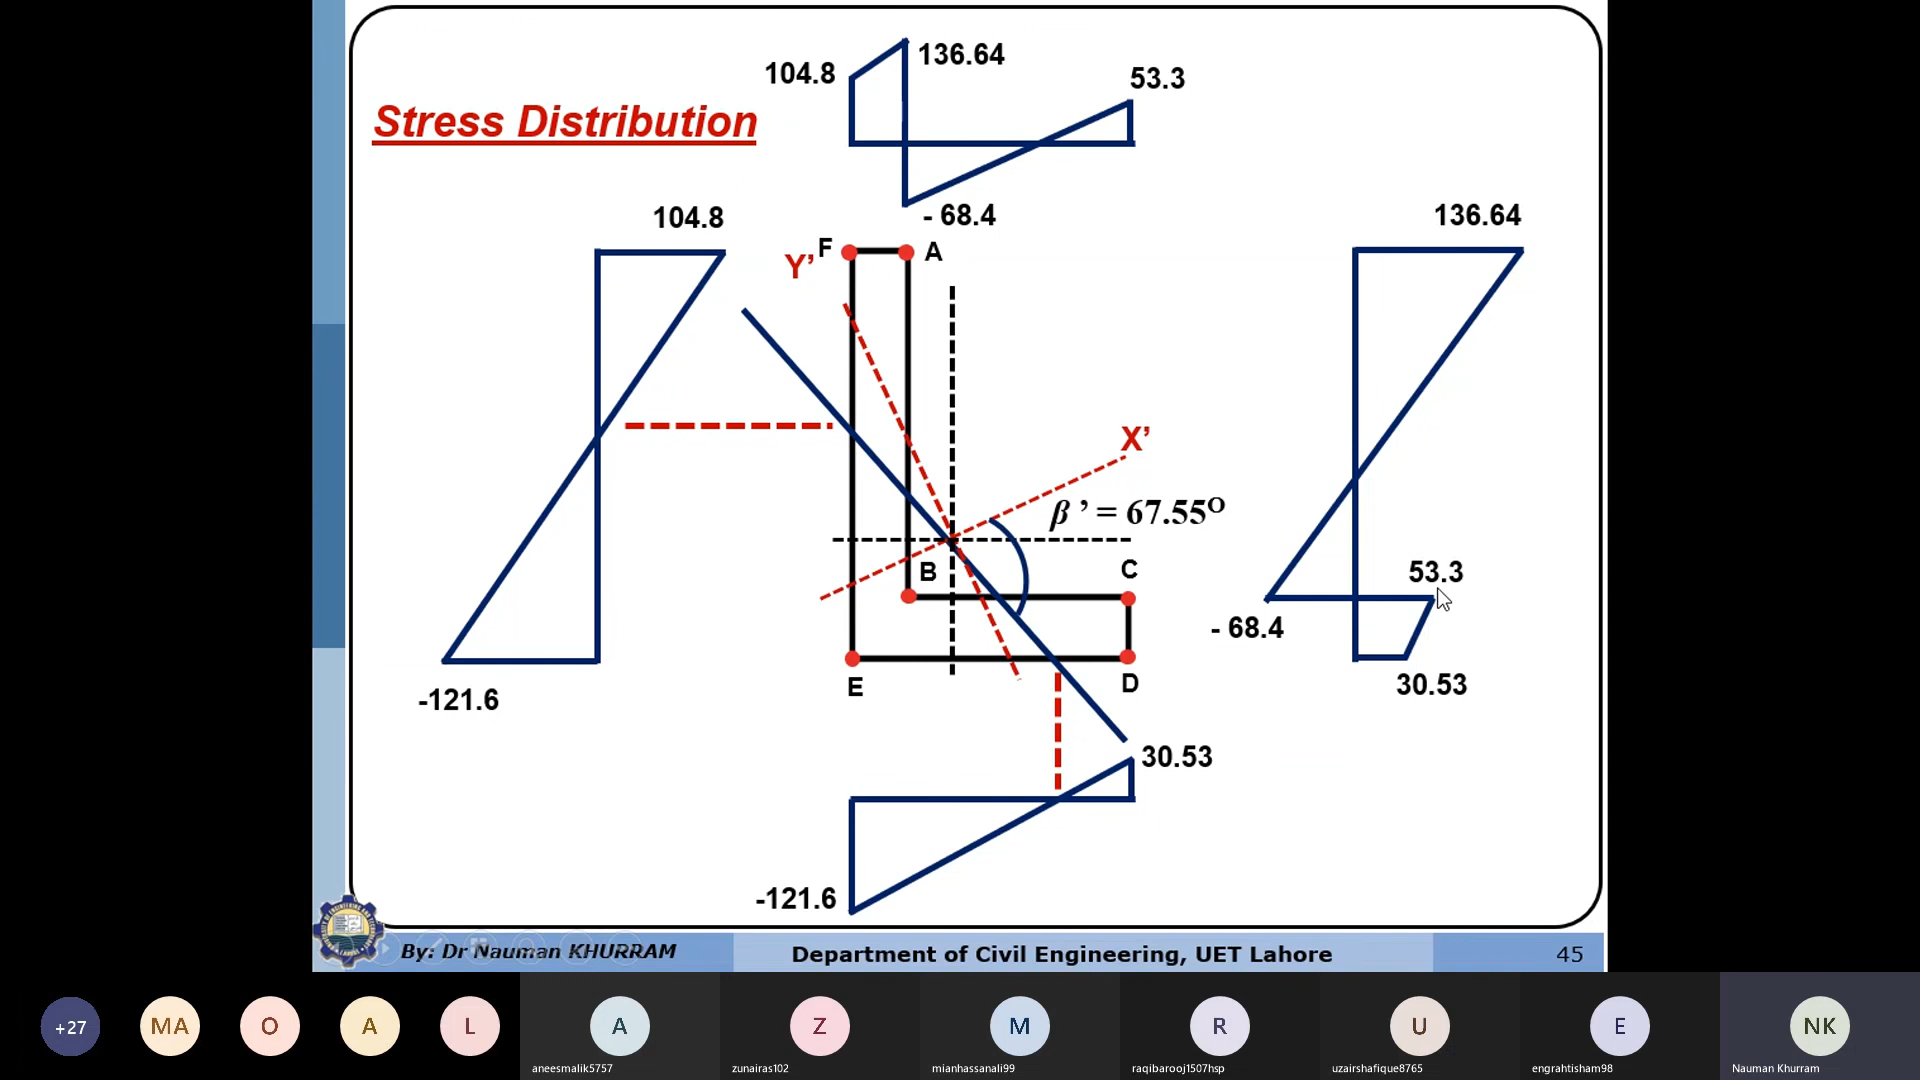 104.8
136.64
53.3
Stress Distribution
- 68.4
104.8
136.64
F
A
Y’
X’
β ’ = 67.55O
B
C
53.3
- 68.4
E
D
30.53
-121.6
30.53
-121.6
By: Dr Nauman KHURRAM
Department of Civil Engineering, UET Lahore
45
+27
MA
O
A
L
A
Z
M
R
U
E
NK
aneesmalik5757
zunairas102
mianhassanali99
raqibarooj1507hsp
uzairshafique8765
engrahtisham98
Nauman Khurram